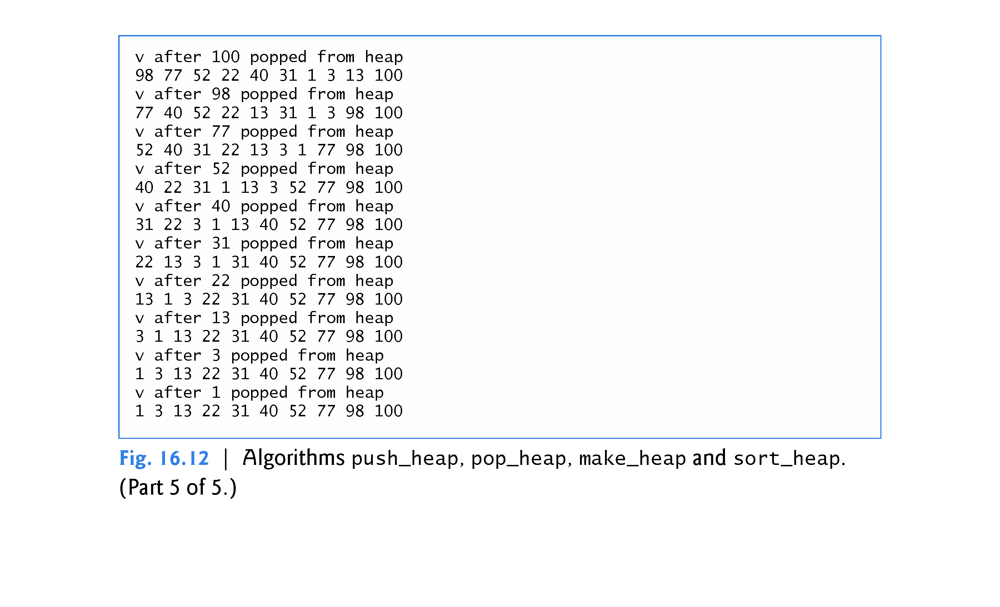 v after 100 popped from heap
98 77 52 22 40 31 1 3 13 100
v after 98 popped from heap
77 40 52 22 13 31 1 3 98 100
v after 77 popped from heap
52 40 31 22 13 3 1 77 98 100
v after 52 popped from heap
40 22 31 1 13 3 52 77 98 100
v after 40 popped from heap
31 22 3 1 13 40 52 77 98 100
v after 31 popped from heap
22 13 3 1 31 40 52 77 98 100
v after 22 popped from heap
13 1 3 22 31 40 52 77 98 100
v after 13 popped from heap
3 1 13 22 31 40 52 77 98 100
v after 3 popped from heap
1 3 13 22 31 40 52 77 98 100
v after 1 popped from heap
1 3 13 22 31 40 52 77 98 100
Fig. 16.12 | Algorithms push_heap, pop_heap, make_heap and sort_heap.
(Part 5 of 5.)